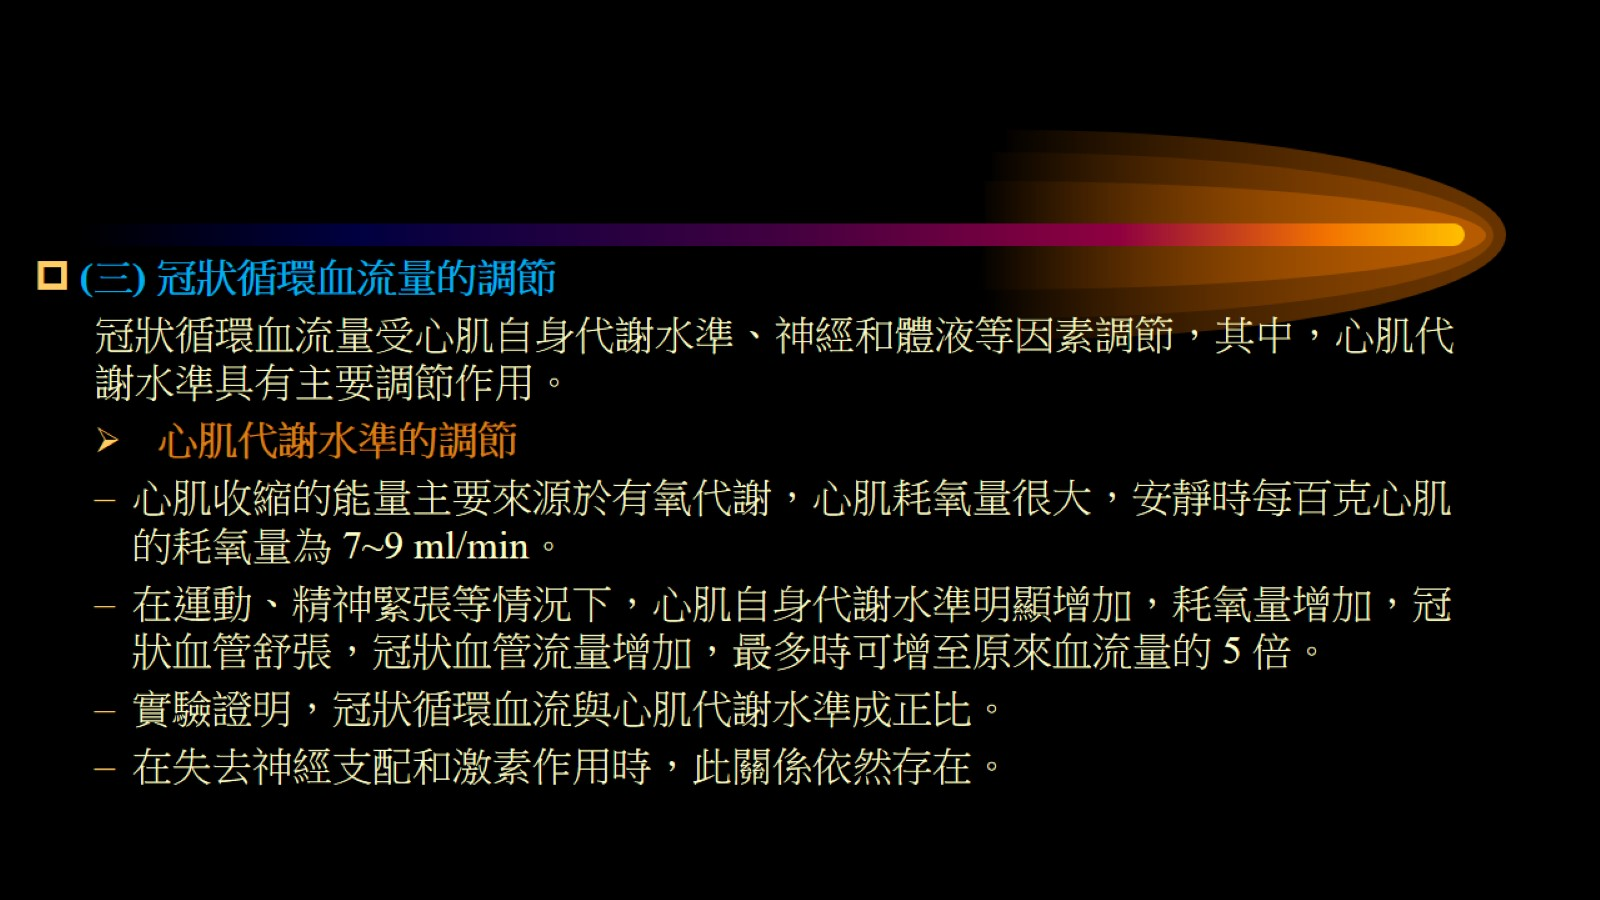 (三) 冠狀循環血流量的調節
冠狀循環血流量受心肌自身代謝水準、神經和體液等因素調節，其中，心肌代
謝水準具有主要調節作用。
➢ 心肌代謝水準的調節
– 心肌收縮的能量主要來源於有氧代謝，心肌耗氧量很大，安靜時每百克心肌
的耗氧量為 7~9 ml/min。
– 在運動、精神緊張等情況下，心肌自身代謝水準明顯增加，耗氧量增加，冠
狀血管舒張，冠狀血管流量增加，最多時可增至原來血流量的 5 倍。
– 實驗證明，冠狀循環血流與心肌代謝水準成正比。
– 在失去神經支配和激素作用時，此關係依然存在。